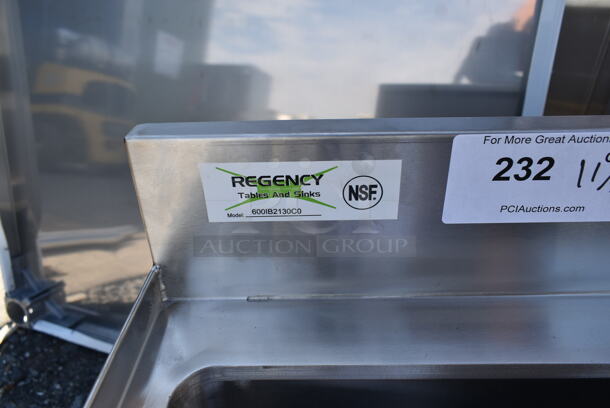 REGENCY
Tables And Sinks
Model: 600IB2130C0
NSF.
For More Great Auction
232
PCIAuctions.com
AUCTION GROUP